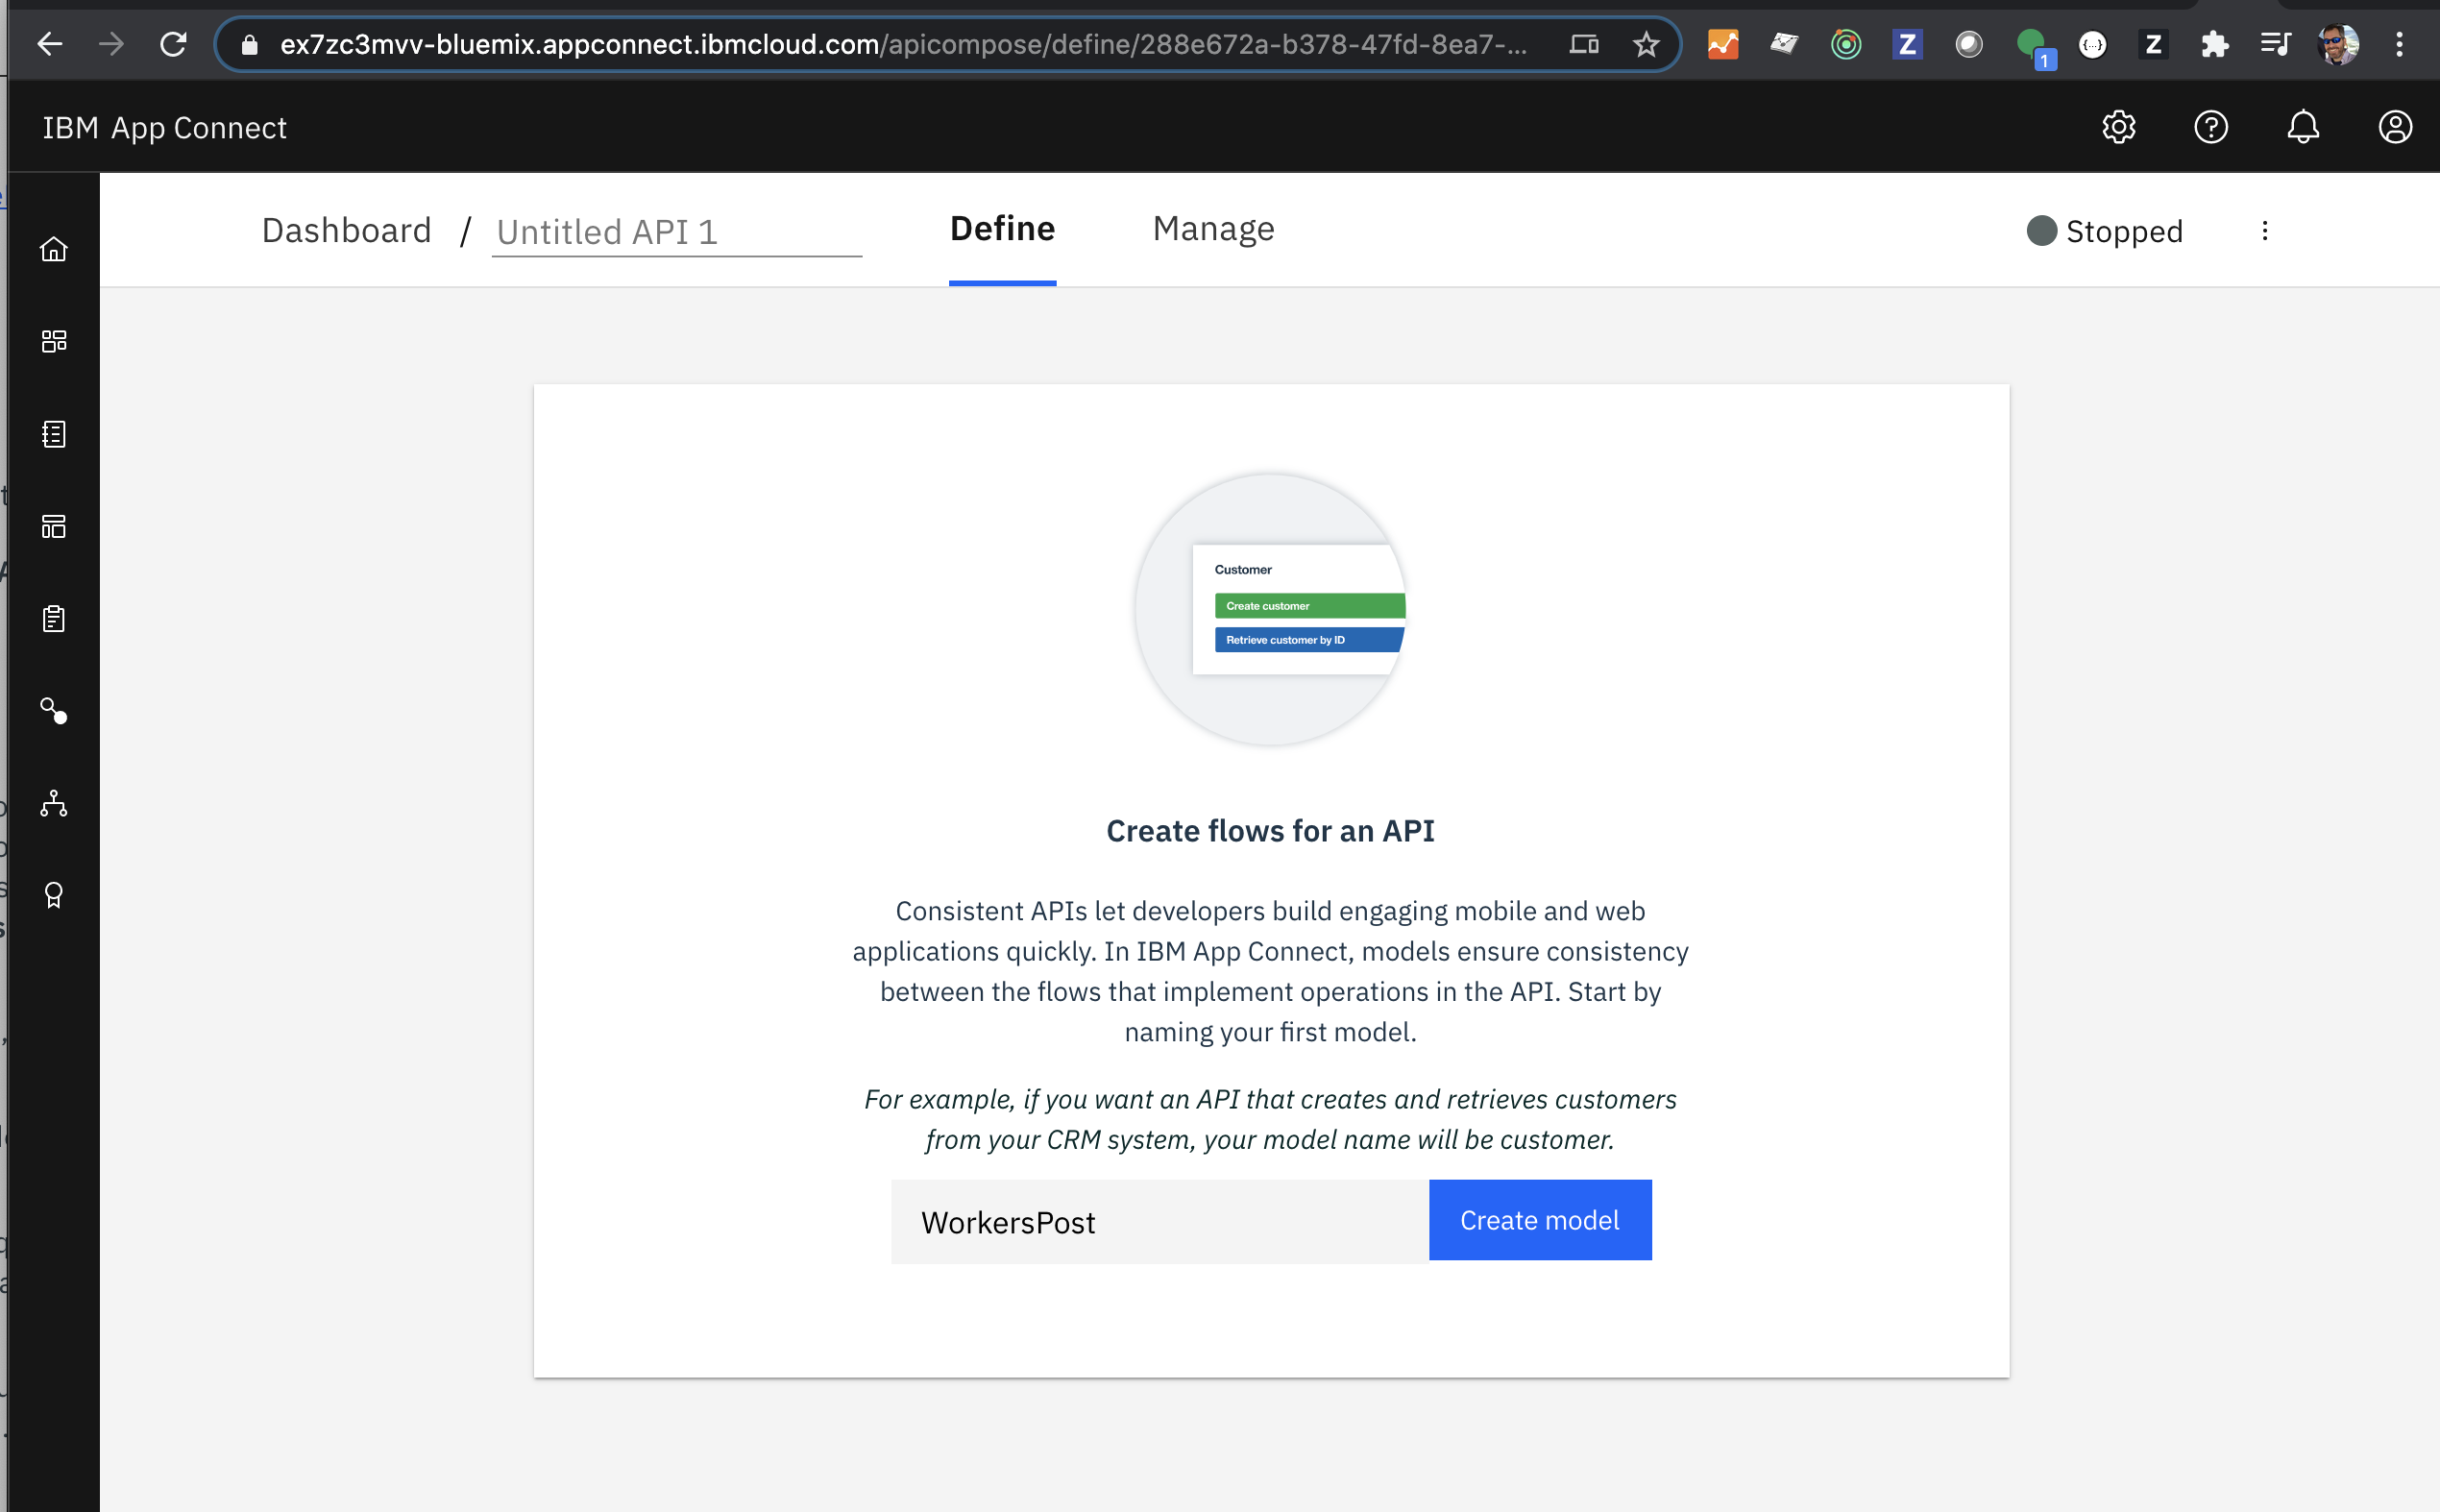 ex7zc3mvv-bluemix.appconnect.ibmcloud.com/apicompose/define/288e672a-b378-47fd-8ea7-...
1
IBM App Connect
Dashboard / Untitled API 1
Define
Manage
Stopped
Customer
Create customer
Retrieve customer by ID
Create flows for an API
Consistent APIs let developers build engaging mobile and web
applications quickly. In IBM App Connect, models ensure consistency
between the flows that implement operations in the API. Start by
naming your first model.
For example, if you want an API that creates and retrieves customers
from your CRM system, your model name will be customer.
WorkersPost
Create model